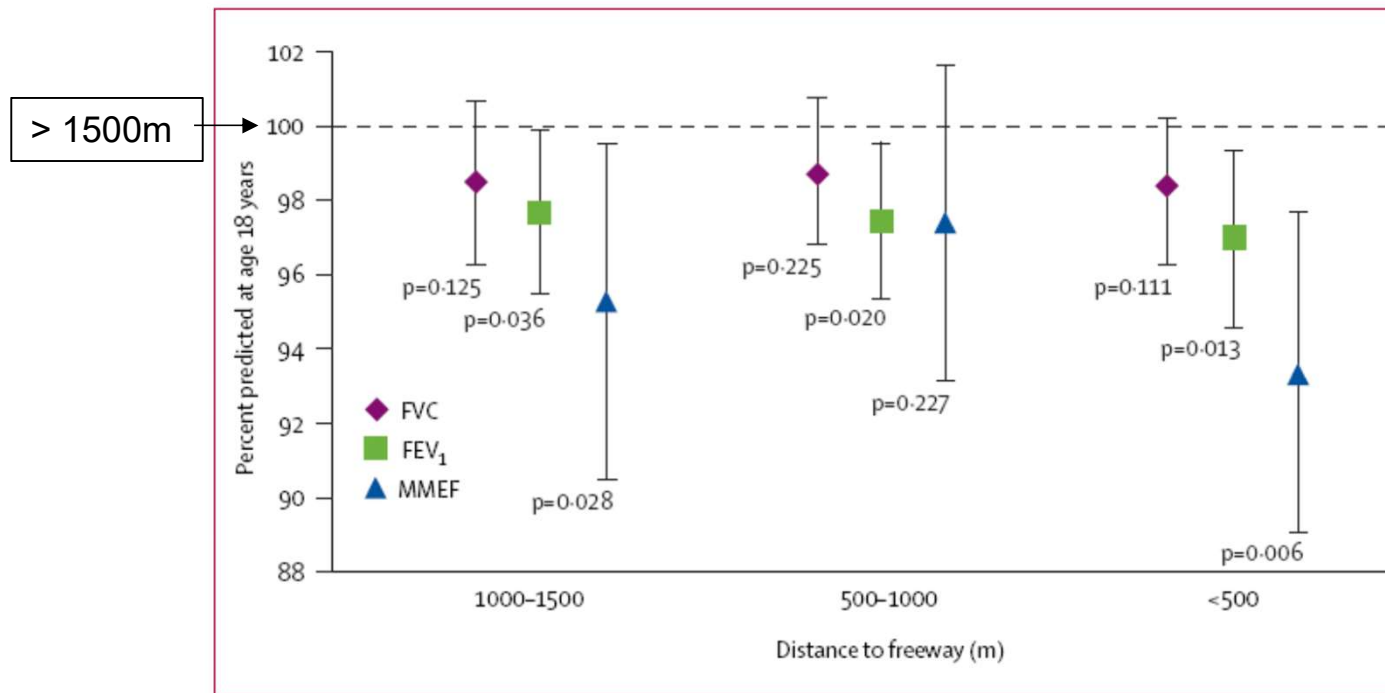 > 1500m
Percent predicted at age 18 years
102
100
98
96
94
92
90
88
p=0·125
p=0·036
p=0·028
p=0·225
p=0·020
p=0·227
p=0·111
p=0·013
p=0·006
FVC
FEV₁
MMEF
1000–1500
500–1000
<500
Distance to freeway (m)